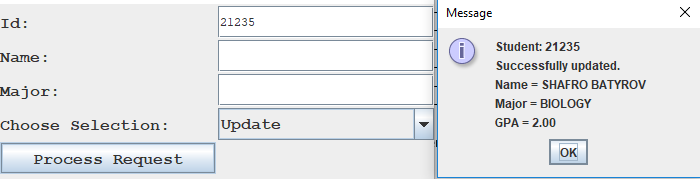 Id:
21235
Name:
Major:
Choose Selection:
Update
Process Request
Message
Student: 21235
Successfully updated.
Name = SHAFRO BATYROV
Major = BIOLOGY
GPA = 2.00
OK